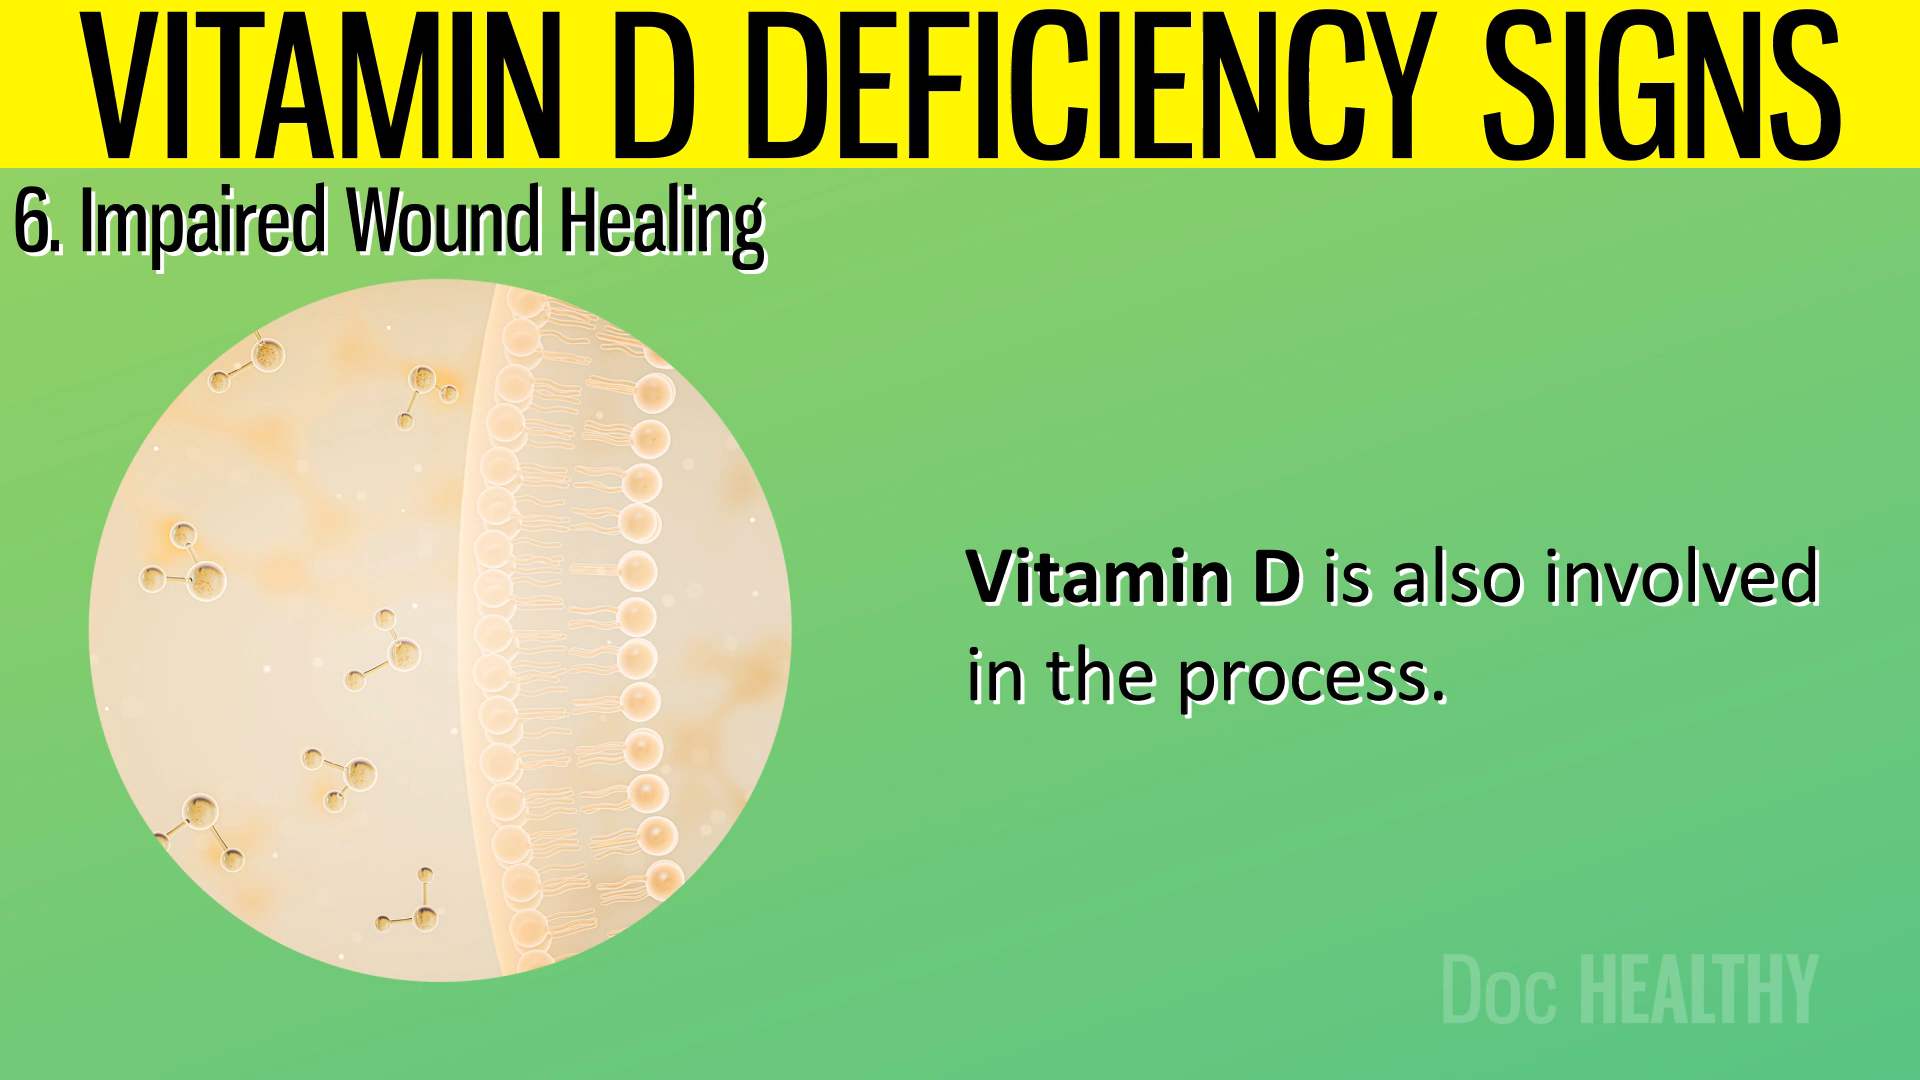 VITAMIN D DEFICIENCY SIGNS
6. Impaired Wound Healing
Vitamin D is also involved
in the process.
Doc HEALTHY